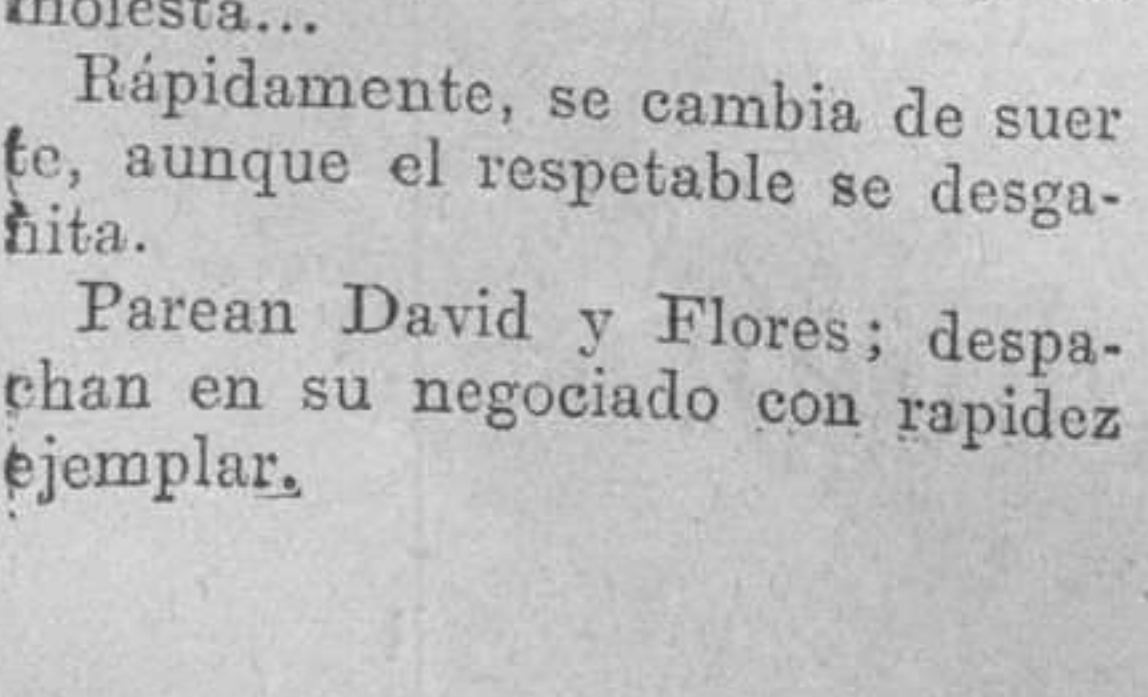 molesta...
Rápidamente, se cambia de suer
te, aunque el respetable se desga-
ñita.
Parean David y Flores; despa-
chan en su negociado con rapidez
ejemplar.